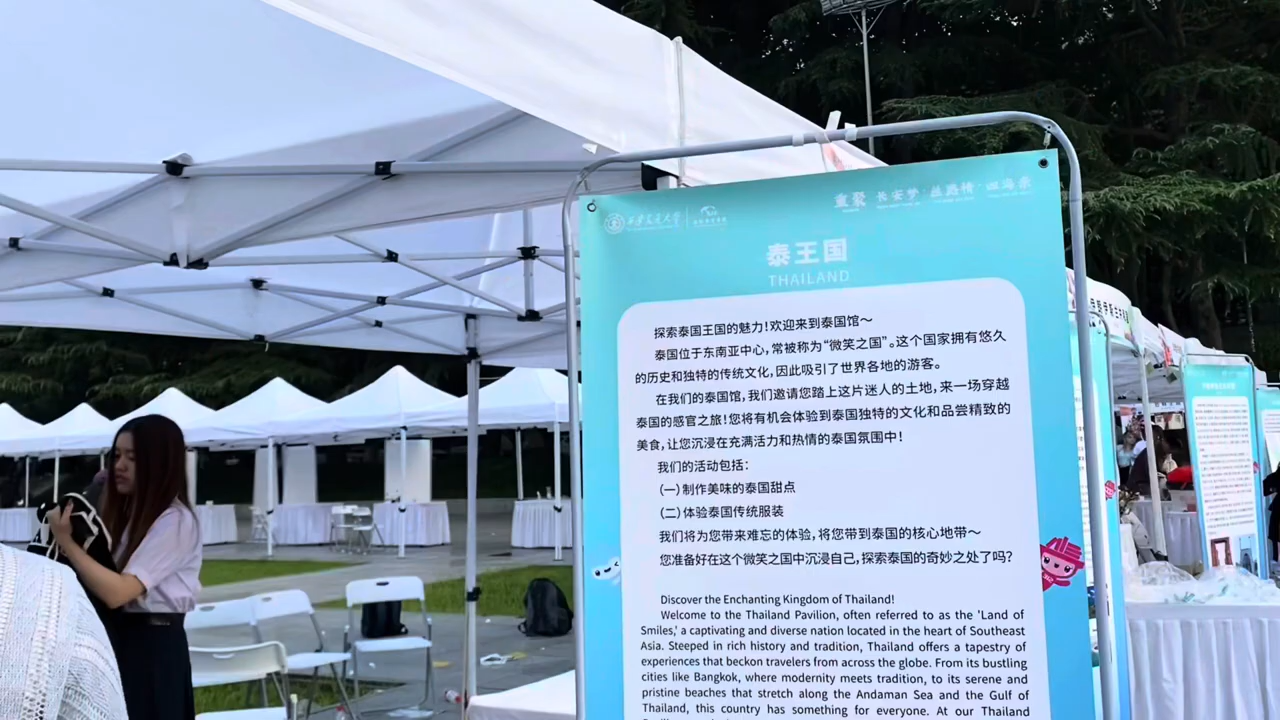 西安交通大学
重聚 长安梦·丝路情·四海荣
泰王国
THAILAND
探索泰国王国的魅力！欢迎来到泰国馆～
泰国位于东南亚中心，常被称为“微笑之国”。这个国家拥有悠久
的历史和独特的传统文化，因此吸引了世界各地的游客。
在我们的泰国馆，我们邀请您踏上这片迷人的土地，来一场穿越
泰国的感官之旅！您将有机会体验到泰国独特的文化和品尝精致的
美食，让您沉浸在充满活力和热情的泰国氛围中！
我们的活动包括：
（一）制作美味的泰国甜点
（二）体验泰国传统服装
我们将为您带来难忘的体验，将您带到泰国的核心地带～
您准备好在这个微笑之国中沉浸自己，探索泰国的奇妙之处了吗？
Discover the Enchanting Kingdom of Thailand!
Welcome to the Thailand Pavilion, often referred to as the 'Land of
Smiles,' a captivating and diverse nation located in the heart of Southeast
Asia. Steeped in rich history and tradition, Thailand offers a tapestry of
experiences that beckon travelers from across the globe. From its bustling
cities like Bangkok, where modernity meets tradition, to its serene and
pristine beaches that stretch along the Andaman Sea and the Gulf of
Thailand, this country has something for everyone. At our Thailand